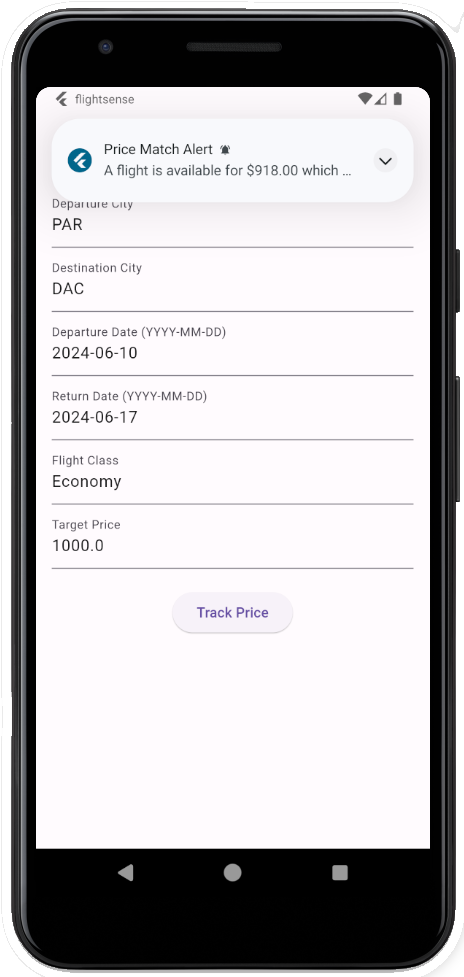 flightsense
Price Match Alert
A flight is available for $918.00 which ...
Departure City
PAR
Destination City
DAC
Departure Date (YYYY-MM-DD)
2024-06-10
Return Date (YYYY-MM-DD)
2024-06-17
Flight Class
Economy
Target Price
1000.0
Track Price